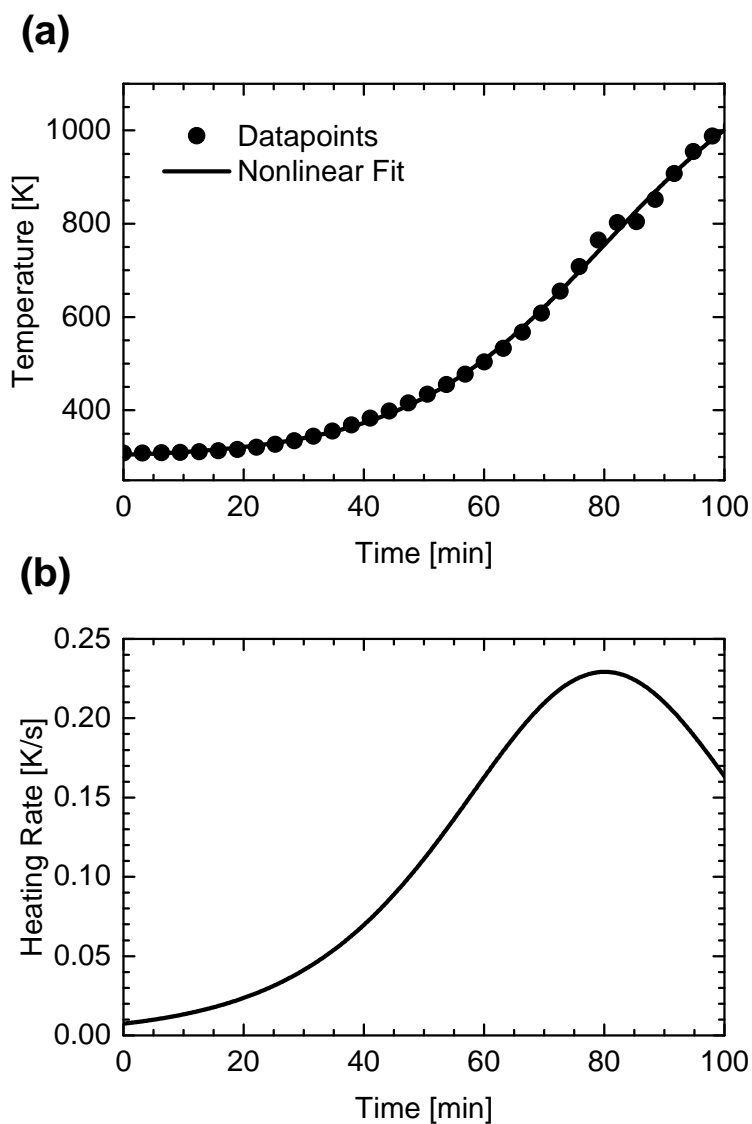 (a)
1000
800
600
400
Temperature [K]
Datapoints
Nonlinear Fit
0 20 40 60 80 100
Time [min]
(b)
0.25
0.20
0.15
0.10
0.05
0.00
Heating Rate [K/s]
0 20 40 60 80 100
Time [min]